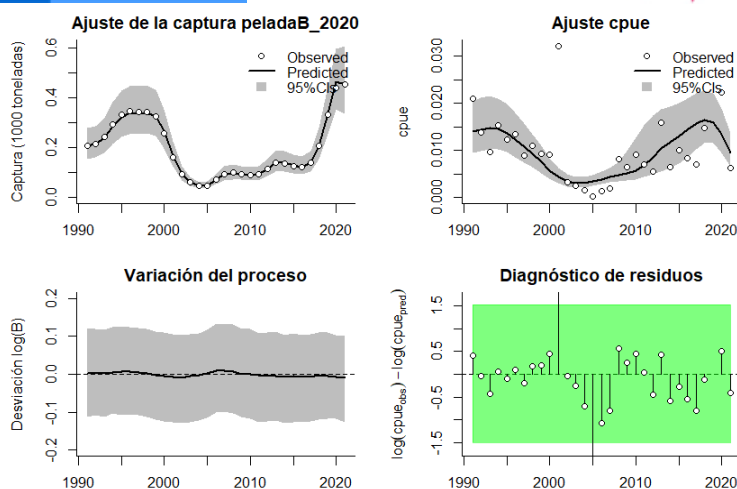 Ajuste de la captura peladaB_2020
Captura (1000 toneladas)
0.6
0.4
0.2
0.0
Observed
Predicted
95%CIs
1990 2000 2010 2020
Ajuste cpue
cpue
0.030
0.010
0.000
Observed
Predicted
95%CIs
1990 2000 2010 2020
Variación del proceso
Desviación log(B)
0.2
0.1
0.0
-0.1
-0.2
1990 2000 2010 2020
Diagnóstico de residuos
log(cpue_obs) − log(cpue_pred)
1.5
0.5
-0.5
-1.5
1990 2000 2010 2020